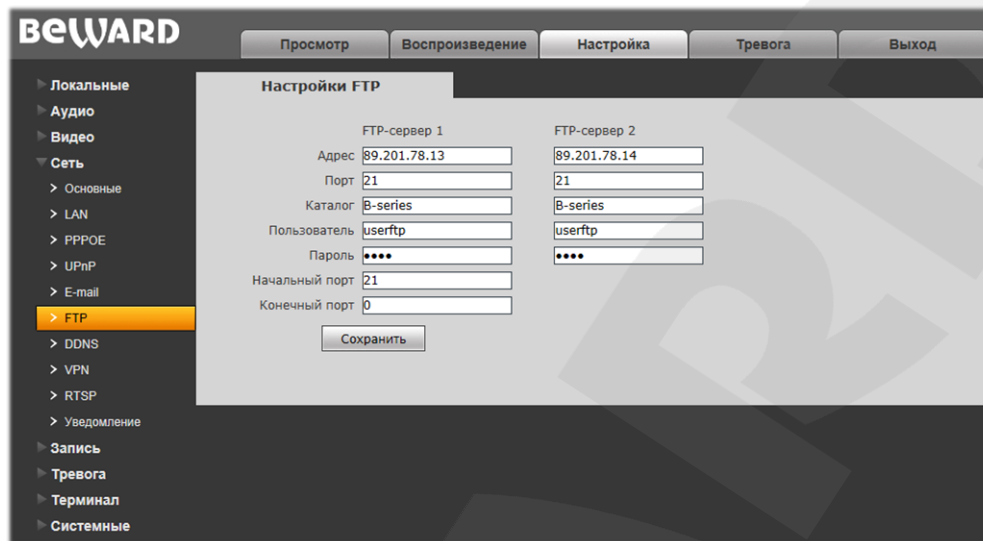 BEWARD
Просмотр Воспроизведение Настройка Тревога Выход
Локальные
Аудио
Видео
Сеть
Основные
LAN
PPPOE
UPnP
E-mail
FTP
DDNS
VPN
RTSP
Уведомление
Запись
Тревога
Терминал
Системные
Настройки FTP
FTP-сервер 1 FTP-сервер 2
Адрес 89.201.78.13 89.201.78.14
Порт 21 21
Каталог B-series B-series
Пользователь userftp userftp
Пароль •••• ••••
Начальный порт 21
Конечный порт 0
Сохранить